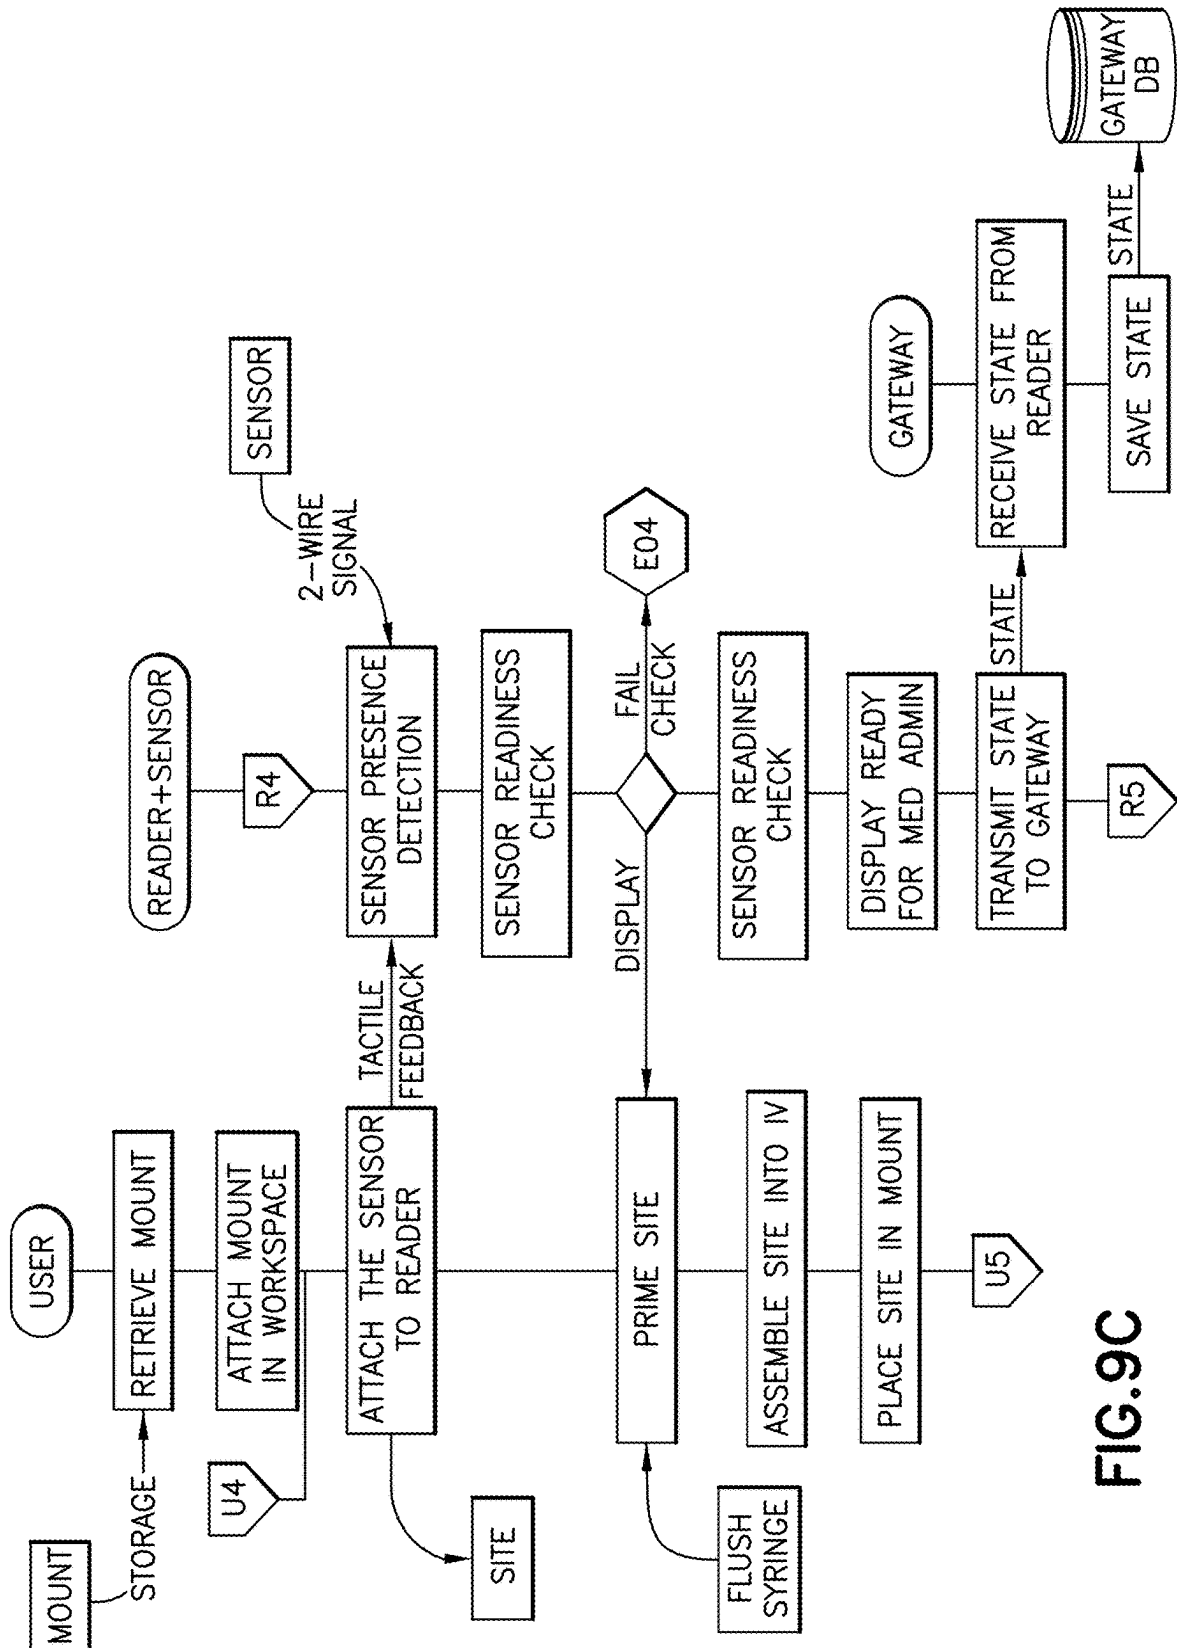 MOUNT
STORAGE
USER
RETRIEVE MOUNT
ATTACH MOUNT
IN WORKSPACE
U4
ATTACH THE SENSOR
TO READER
TACTILE
FEEDBACK
SITE
PRIME SITE
FLUSH
SYRINGE
ASSEMBLE SITE INTO IV
PLACE SITE IN MOUNT
U5
READER+SENSOR
R4
SENSOR PRESENCE
DETECTION
SENSOR
2-WIRE
SIGNAL
SENSOR READINESS
CHECK
DISPLAY
FAIL
CHECK
E04
SENSOR READINESS
CHECK
DISPLAY READY
FOR MED ADMIN
TRANSMIT STATE
TO GATEWAY
STATE
R5
GATEWAY
RECEIVE STATE FROM
READER
SAVE STATE
STATE
GATEWAY
DB
FIG.9C